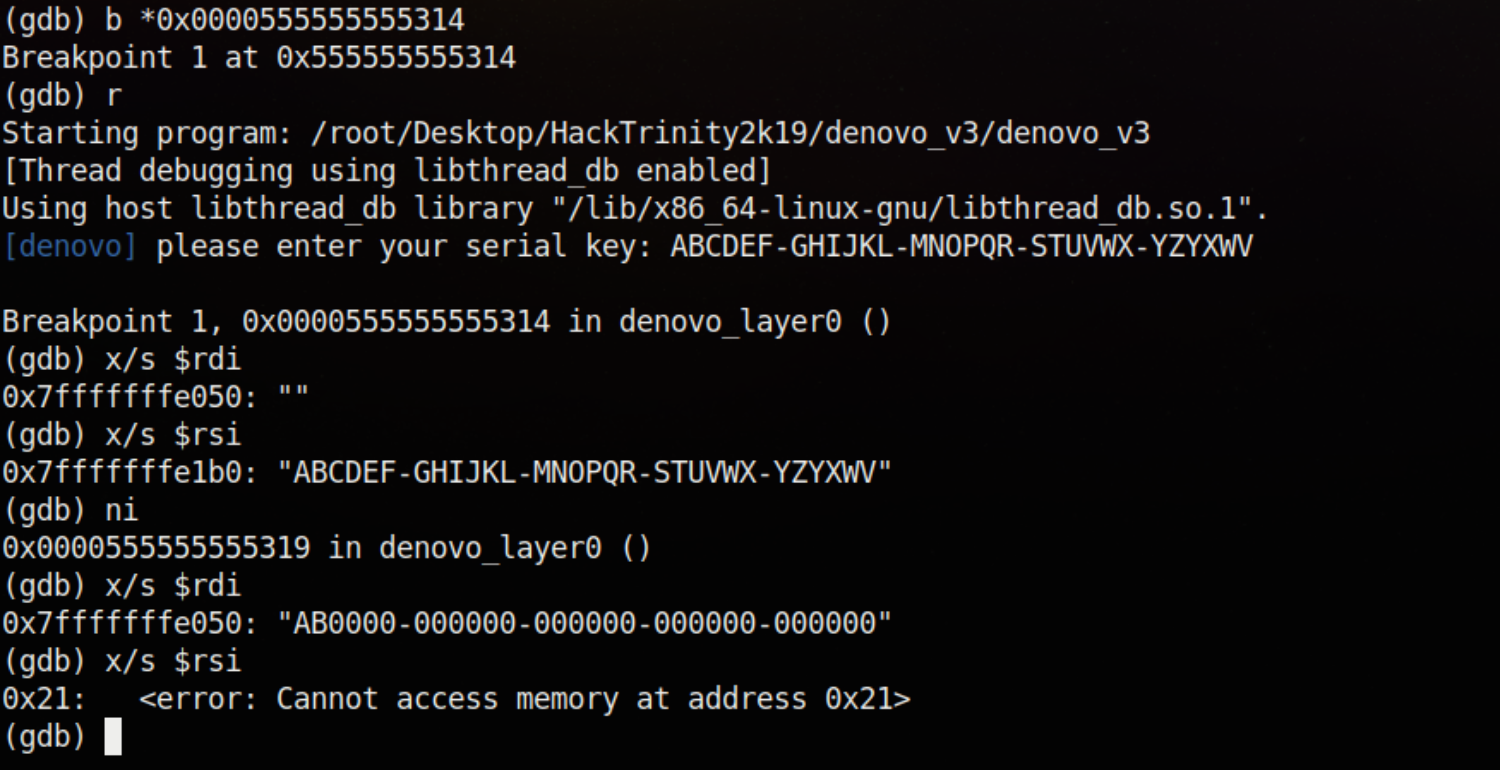 (gdb) b *0x0000555555555314
Breakpoint 1 at 0x555555555314
(gdb) r
Starting program: /root/Desktop/HackTrinity2k19/denovo_v3/denovo_v3
[Thread debugging using libthread_db enabled]
Using host libthread_db library "/lib/x86_64-linux-gnu/libthread_db.so.1".
[denovo] please enter your serial key: ABCDEF-GHIJKL-MNOPQR-STUVWX-YZYXWV
Breakpoint 1, 0x0000555555555314 in denovo_layer0 ()
(gdb) x/s $rdi
0x7fffffffe050: ""
(gdb) x/s $rsi
0x7fffffffe1b0: "ABCDEF-GHIJKL-MNOPQR-STUVWX-YZYXWV"
(gdb) ni
0x0000555555555319 in denovo_layer0 ()
(gdb) x/s $rdi
0x7fffffffe050: "AB0000-000000-000000-000000-000000"
(gdb) x/s $rsi
0x21:   <error: Cannot access memory at address 0x21>
(gdb)